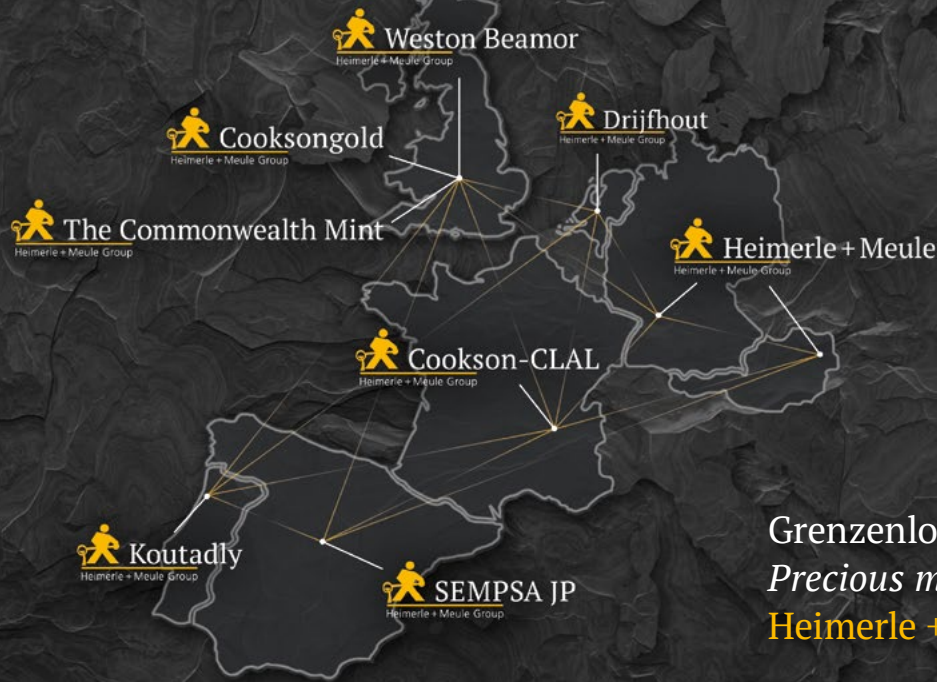 Weston Beamor
Heimerle + Meule Group
Drijfhout
Heimerle + Meule Group
Cooksongold
Heimerle + Meule Group
The Commonwealth Mint
Heimerle + Meule Group
Heimerle + Meule
Heimerle + Meule Group
Cookson-CLAL
Heimerle + Meule Group
Koutadly
Heimerle + Meule Group
SEMPSA JP
Heimerle + Meule Group
Precious
Heimerle +